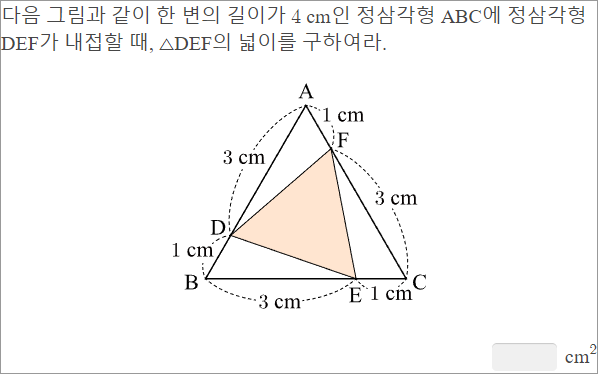 다음 그림과 같이 한 변의 길이가 4 cm인 정삼각형 ABC에 정삼각형
DEF가 내접할 때, △DEF의 넓이를 구하여라.
A
1 cm
F
3 cm
3 cm
D
1 cm
B
E
1 cm
C
3 cm
cm²